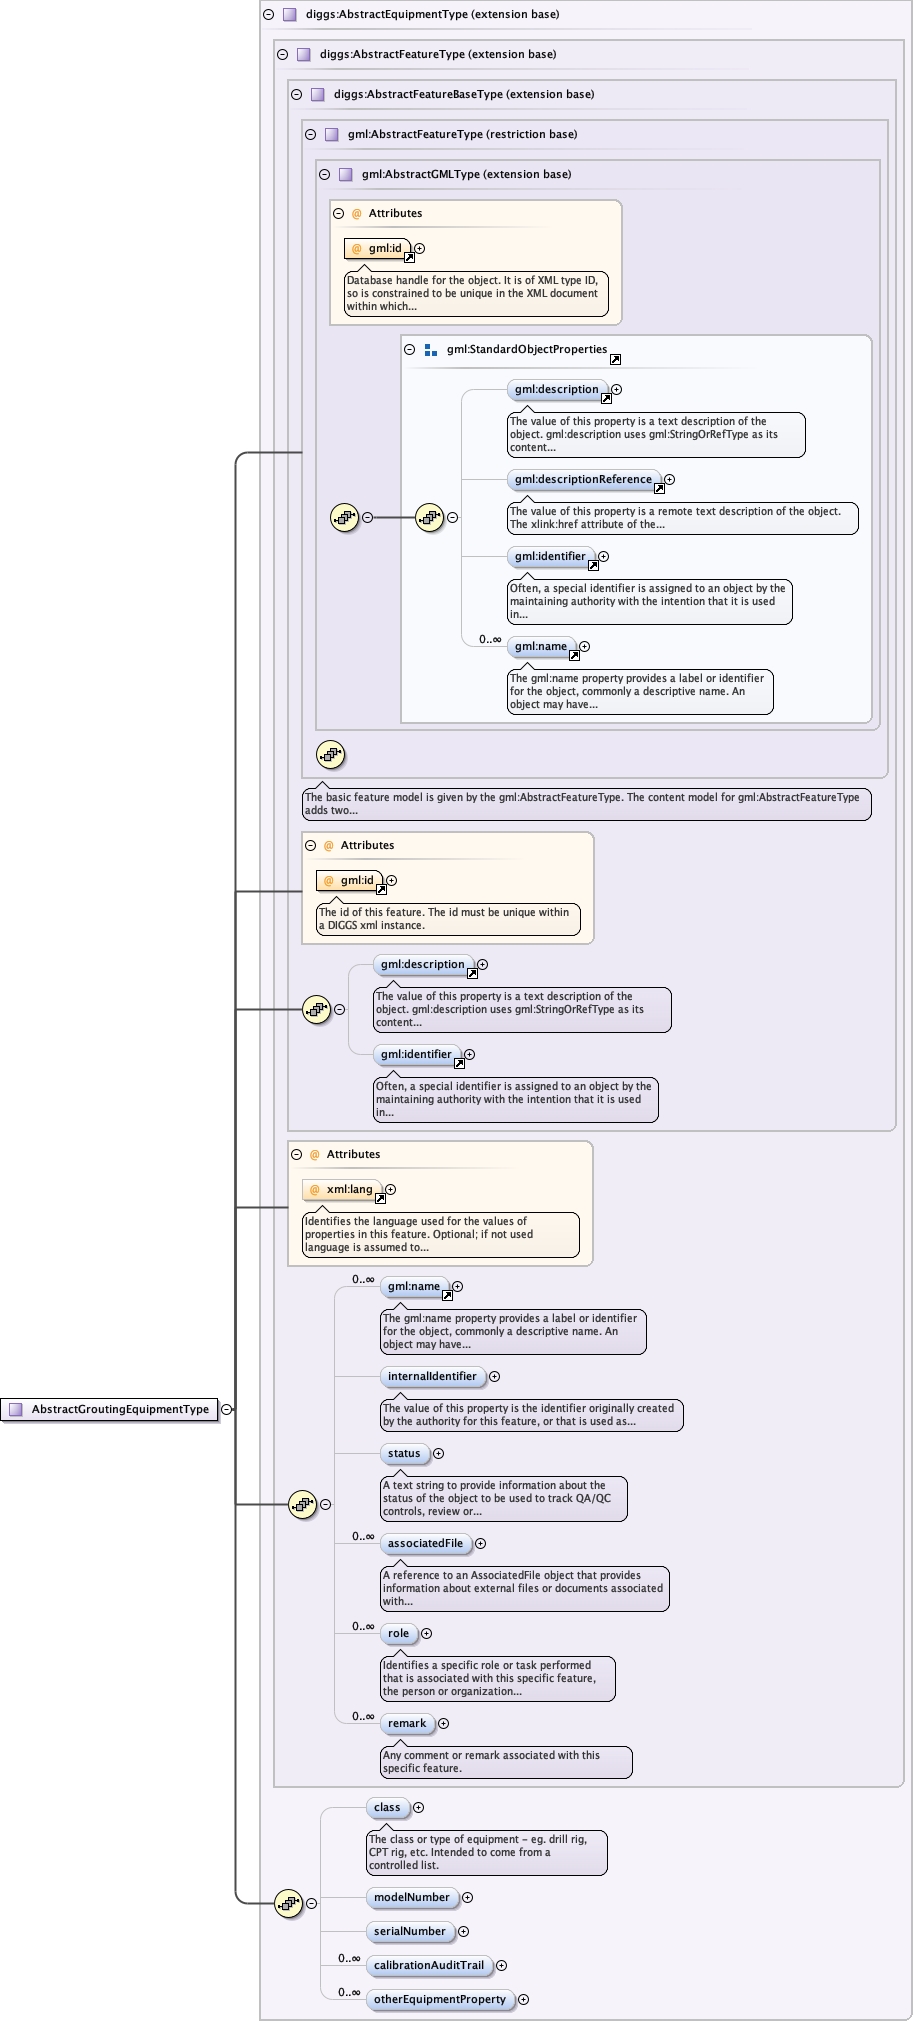 diggs:AbstractEquipmentType (extension base)
diggs:AbstractFeatureType (extension base)
diggs:AbstractFeatureBaseType (extension base)
gml:AbstractFeatureType (restriction base)
gml:AbstractGMLType (extension base)
@ Attributes
@ gml:id
Database handle for the object. It is of XML type ID,
so is constrained to be unique in the XML document
within which...
gml:StandardObjectProperties
gml:description
The value of this property is a text description of the
object. gml:description uses gml:StringOrRefType as its
content...
gml:descriptionReference
The value of this property is a remote text description of the object.
The xlink:href attribute of the...
gml:identifier
Often, a special identifier is assigned to an object by the
maintaining authority with the intention that it is used
in...
0..∞
gml:name
The gml:name property provides a label or identifier
for the object, commonly a descriptive name. An
object may have...
The basic feature model is given by the gml:AbstractFeatureType. The content model for gml:AbstractFeatureType
adds two...
@ Attributes
@ gml:id
The id of this feature. The id must be unique within
a DIGGS xml instance.
gml:description
The value of this property is a text description of the
object. gml:description uses gml:StringOrRefType as its
content...
gml:identifier
Often, a special identifier is assigned to an object by the
maintaining authority with the intention that it is used
in...
@ Attributes
@ xml:lang
Identifies the language used for the values of
properties in this feature. Optional; if not used
language is assumed to...
0..∞
gml:name
The gml:name property provides a label or identifier
for the object, commonly a descriptive name. An
object may have...
internalIdentifier
The value of this property is the identifier originally created
by the authority for this feature, or that is used as...
AbstractGroutingEquipmentType
status
A text string to provide information about the
status of the object to be used to track QA/QC
controls, review or...
0..∞
associatedFile
A reference to an AssociatedFile object that provides
information about external files or documents associated
with...
0..∞
role
Identifies a specific role or task performed
that is associated with this specific feature,
the person or organization...
0..∞
remark
Any comment or remark associated with this
specific feature.
class
The class or type of equipment - eg. drill rig,
CPT rig, etc. Intended to come from a
controlled list.
modelNumber
serialNumber
0..∞
calibrationAuditTrail
0..∞
otherEquipmentProperty